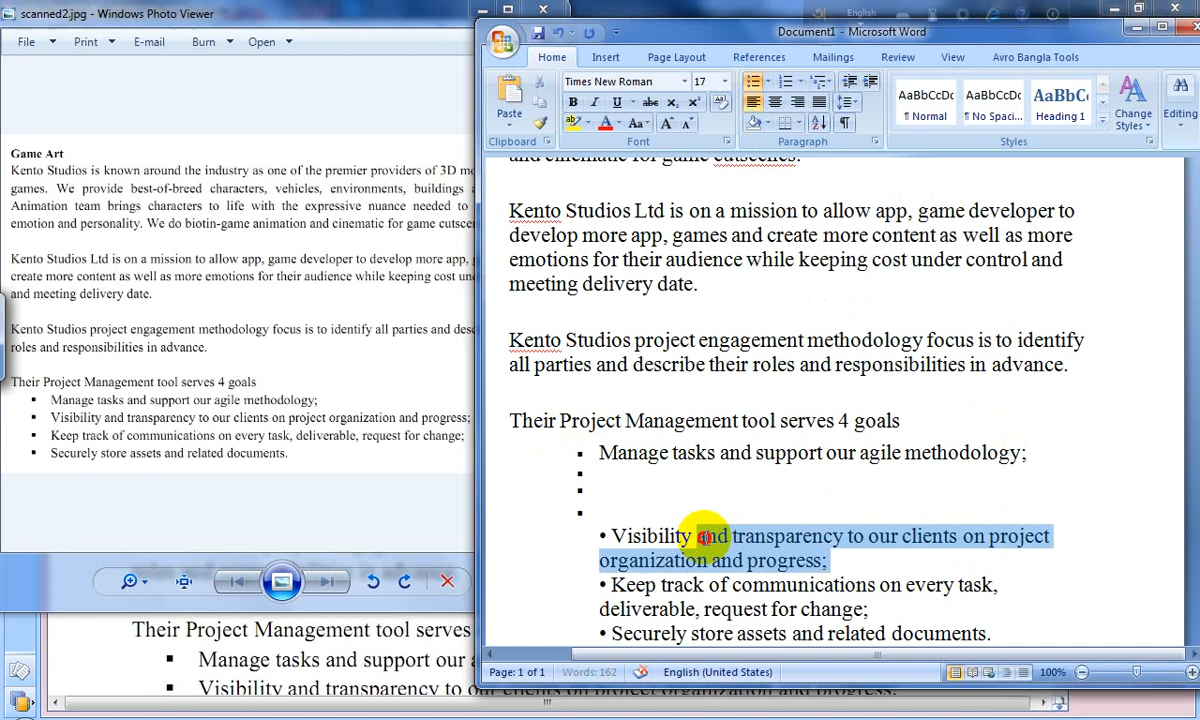 scanned2.jpg - Windows Photo Viewer
File
Print
E-mail
Burn
Open
Game Art
Kento Studios is known around the industry as one of the premier providers of 3D
games. We provide best-of-breed characters, vehicles, environments, buildings
Animation team brings characters to life with the expressive nuance needed to
emotion and personality. We do biotin-game animation and cinematic for game
Kento Studios Ltd is on a mission to allow app, game developer to develop more app,
create more content as well as more emotions for their audience while keeping cost
and meeting delivery date.
Kento Studios project engagement methodology focus is to identify all parties and
roles and responsibilities in advance.
Their Project Management tool serves 4 goals
▪ Manage tasks and support our agile methodology;
▪ Visibility and transparency to our clients on project organization and progress;
▪ Keep track of communications on every task, deliverable, request for change;
▪ Securely store assets and related documents.
Their Project Management tool serves
▪ Manage tasks and support our
▪ Visibility and transparency to our clients on project organization and progress;
English
Document1 - Microsoft Word
Home Insert Page Layout References Mailings Review View Avro Bangla Tools
Paste
Times New Roman 17
AaBbCcDc AaBbCcDc AaBbCc
¶ Normal ¶ No Spaci... Heading 1
Change Styles
Editing
Clipboard Font Paragraph Styles
and cinematic for game cutscenes.
Kento Studios Ltd is on a mission to allow app, game developer to
develop more app, games and create more content as well as more
emotions for their audience while keeping cost under control and
meeting delivery date.
Kento Studios project engagement methodology focus is to identify
all parties and describe their roles and responsibilities in advance.
Their Project Management tool serves 4 goals
▪ Manage tasks and support our agile methodology;
▪
▪
▪
• Visibility and transparency to our clients on project
organization and progress;
• Keep track of communications on every task,
deliverable, request for change;
• Securely store assets and related documents.
Page: 1 of 1 Words: 162 English (United States) 100%